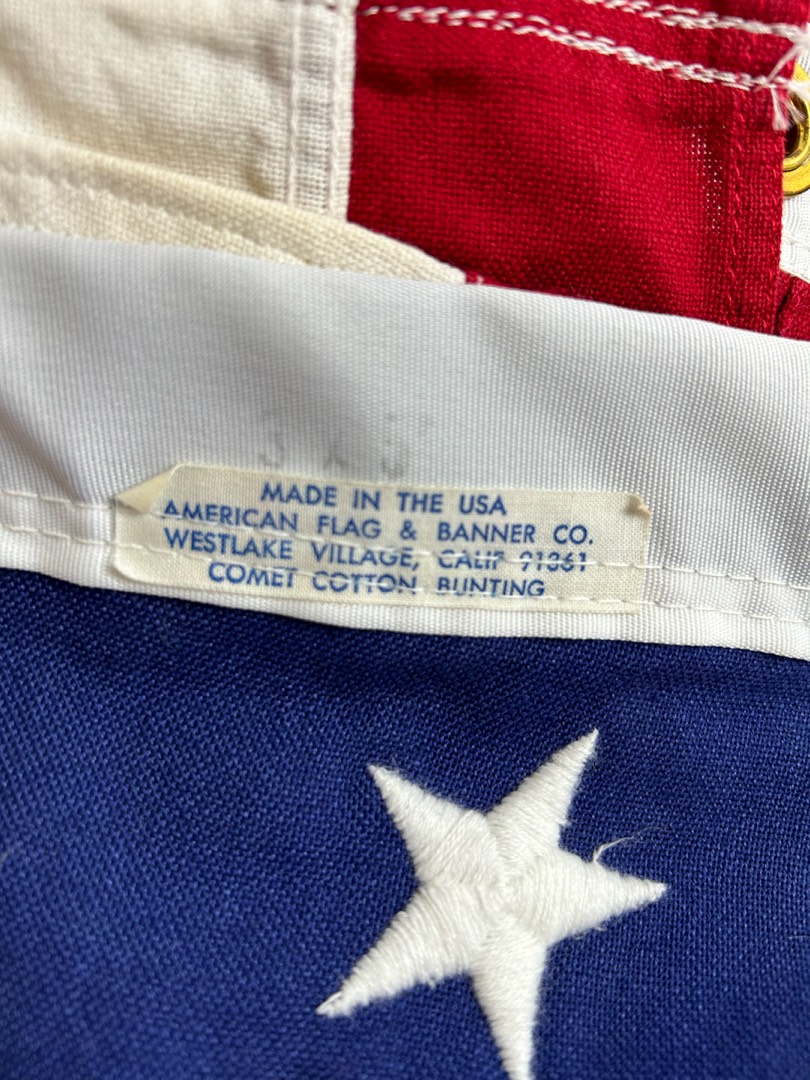 MADE IN THE USA
AMERICAN FLAG & BANNER CO.
WESTLAKE VILLAGE, CALIF 91361
COMET COTTON BUNTING